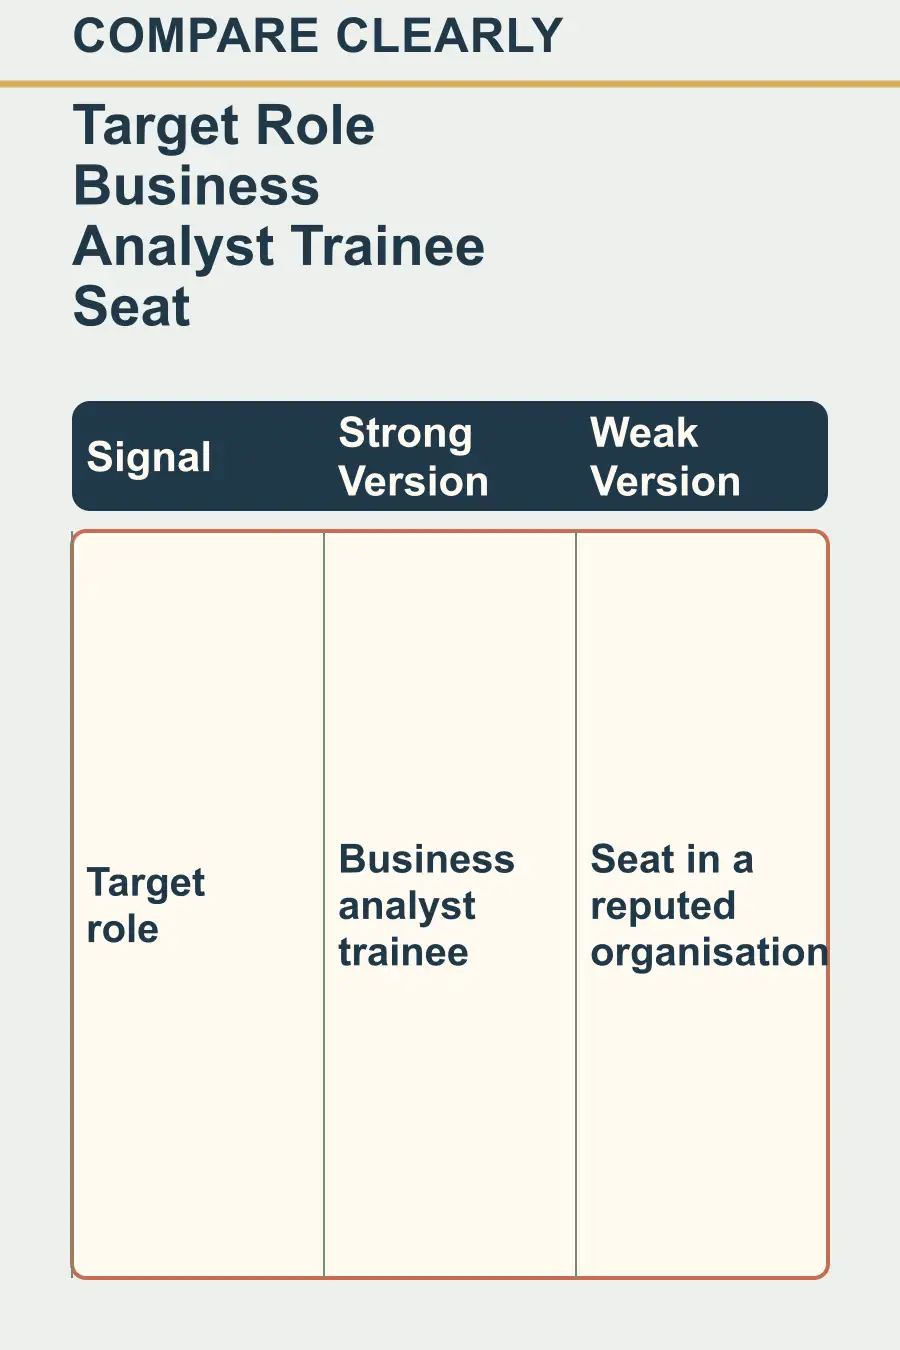 COMPARE CLEARLY
Target Role
Business
Analyst Trainee
Seat
Signal
Strong
Version
Weak
Version
Target
role
Business
analyst
trainee
Seat in a
reputed
organisation